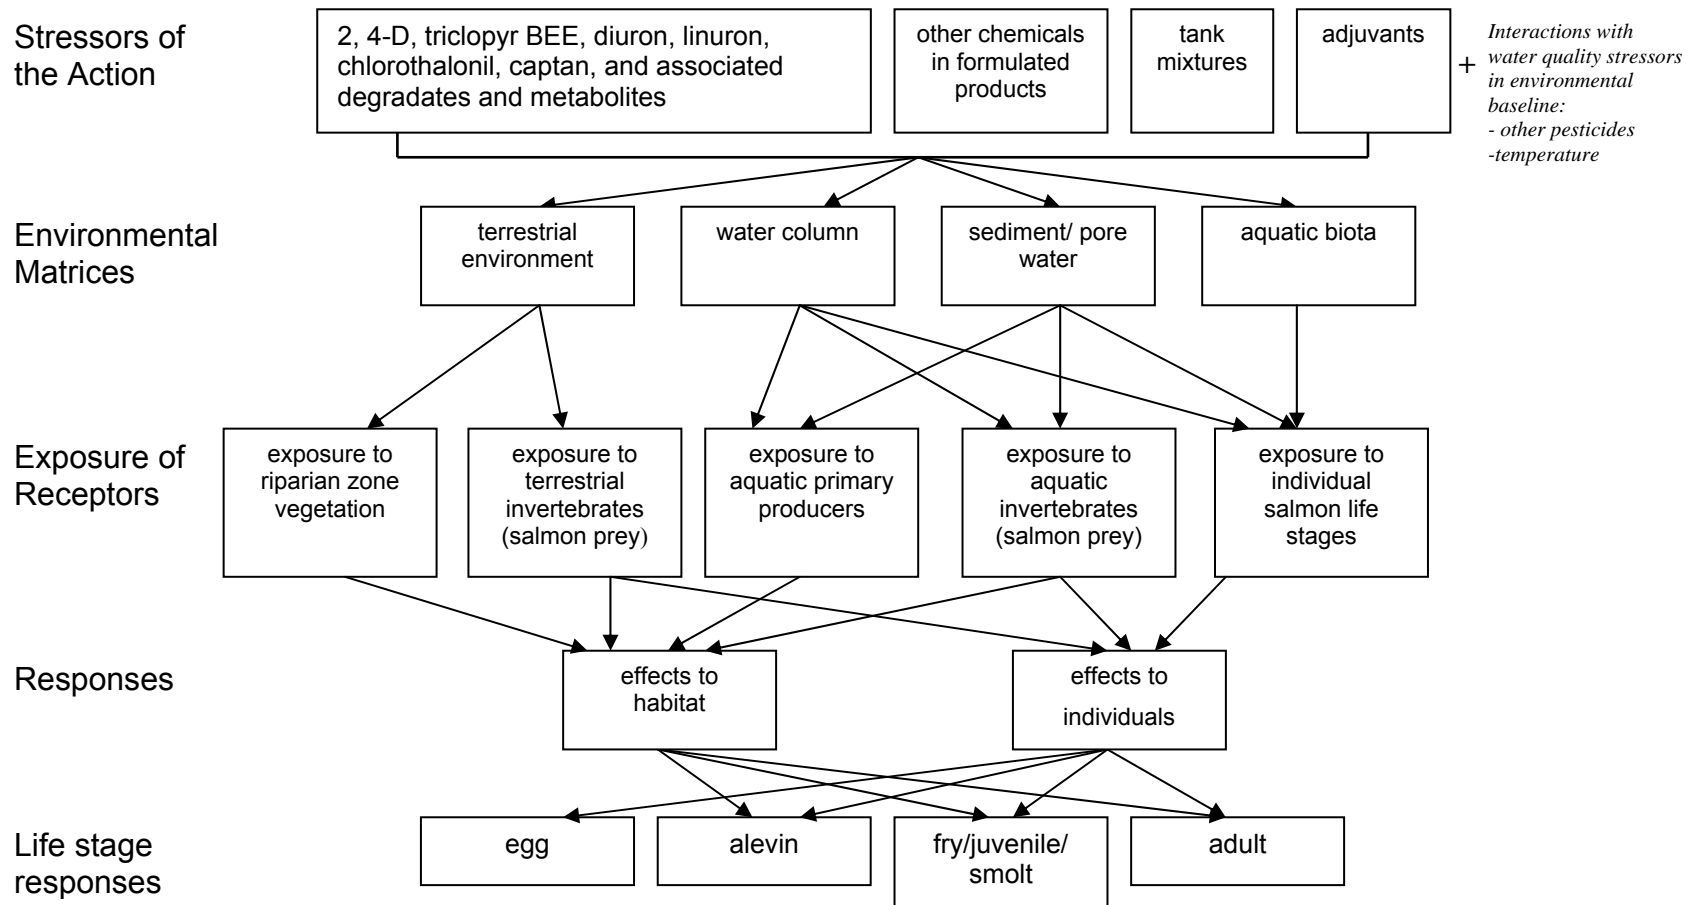 Stressors of
the Action
2, 4-D, triclopyr BEE, diuron, linuron,
chlorothalonil, captan, and associated
degradates and metabolites
other chemicals
in formulated
products
tank
mixtures
adjuvants
+
Interactions with
water quality stressors
in environmental
baseline:
- other pesticides
-temperature
Environmental
Matrices
terrestrial
environment
water column
sediment/ pore
water
aquatic biota
Exposure of
Receptors
exposure to
riparian zone
vegetation
exposure to
terrestrial
invertebrates
(salmon prey)
exposure to
aquatic primary
producers
exposure to
aquatic
invertebrates
(salmon prey)
exposure to
individual
salmon life
stages
Responses
effects to
habitat
effects to
individuals
Life stage
responses
egg
alevin
fry/juvenile/
smolt
adult